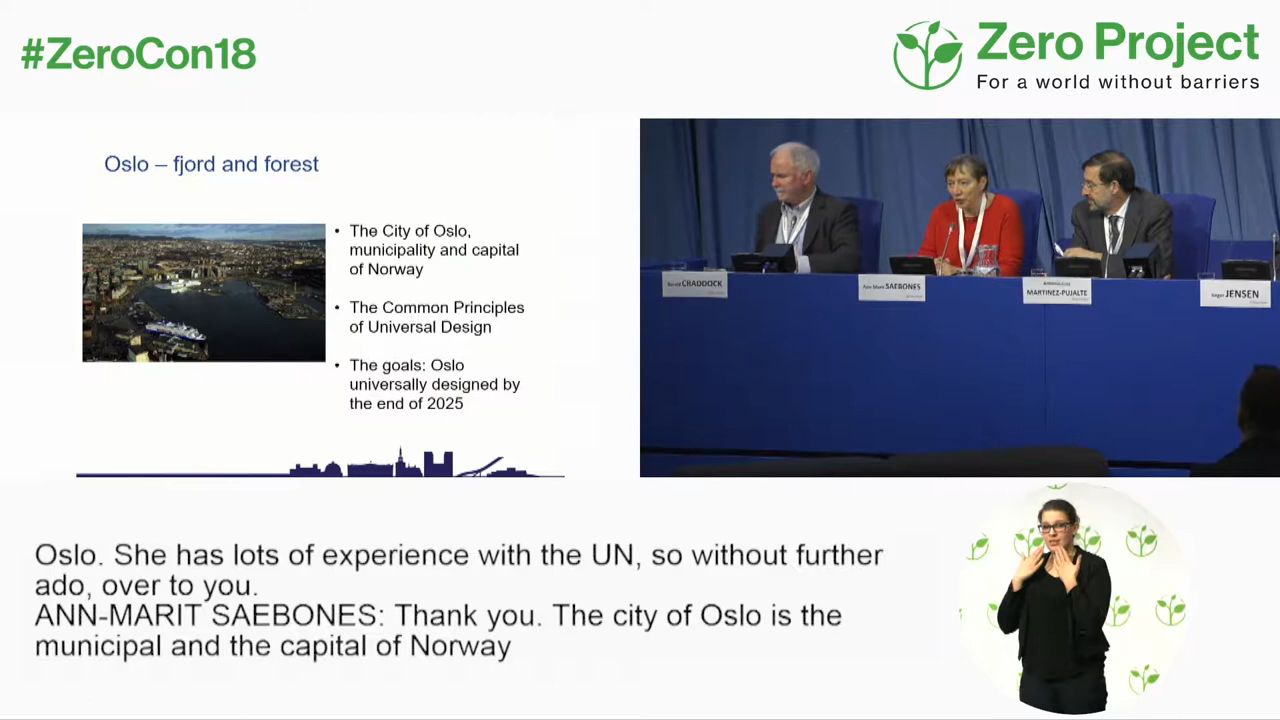 #ZeroCon18
Zero Project
For a world without barriers
Oslo – fjord and forest
• The City of Oslo,
municipality and capital
of Norway
• The Common Principles
of Universal Design
• The goals: Oslo
universally designed by
the end of 2025
CRADDOCK
Ann-Marit SAEBONES
MARTINEZ-PUJALTE
JENSEN
Oslo. She has lots of experience with the UN, so without further
ado, over to you.
ANN-MARIT SAEBONES: Thank you. The city of Oslo is the
municipal and the capital of Norway